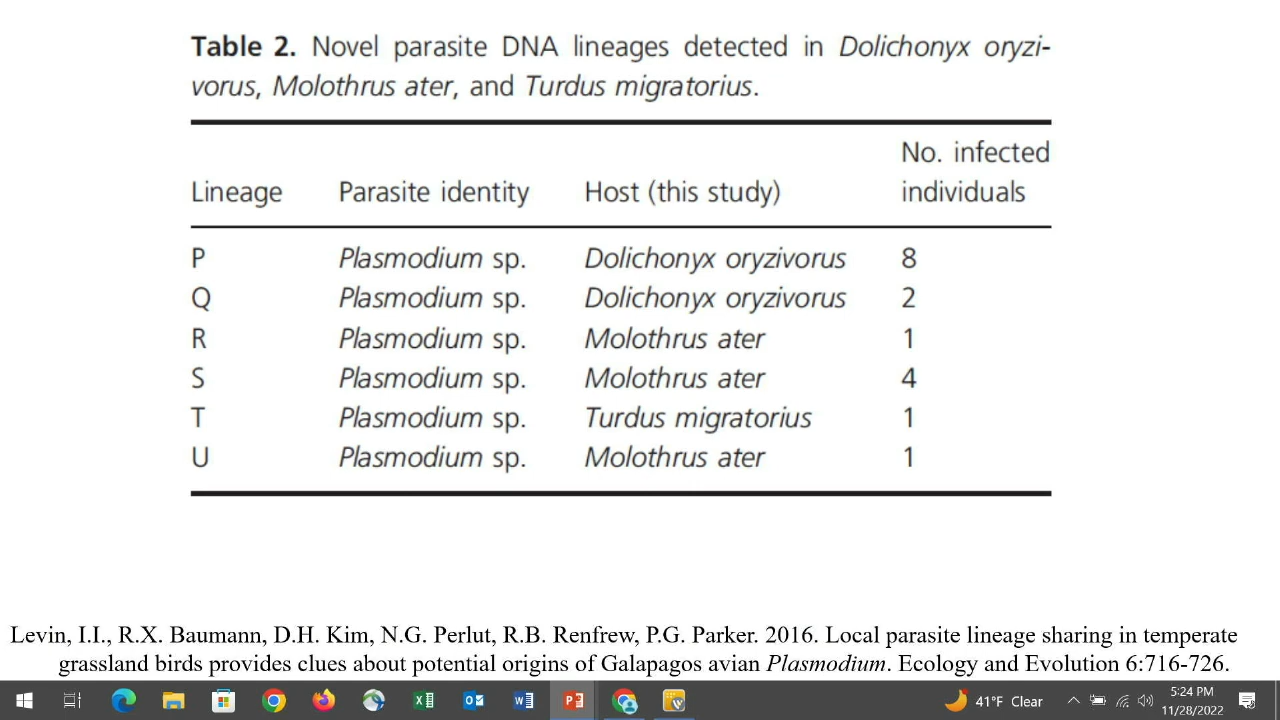 Table 2. Novel parasite DNA lineages detected in Dolichonyx oryzi-
vorus, Molothrus ater, and Turdus migratorius.
No. infected
Lineage Parasite identity Host (this study) individuals
P Plasmodium sp. Dolichonyx oryzivorus 8
Q Plasmodium sp. Dolichonyx oryzivorus 2
R Plasmodium sp. Molothrus ater 1
S Plasmodium sp. Molothrus ater 4
T Plasmodium sp. Turdus migratorius 1
U Plasmodium sp. Molothrus ater 1
Levin, I.I., R.X. Baumann, D.H. Kim, N.G. Perlut, R.B. Renfrew, P.G. Parker. 2016. Local parasite lineage sharing in temperate
grassland birds provides clues about potential origins of Galapagos avian Plasmodium. Ecology and Evolution 6:716-726.
41°F Clear
5:24 PM
11/28/2022